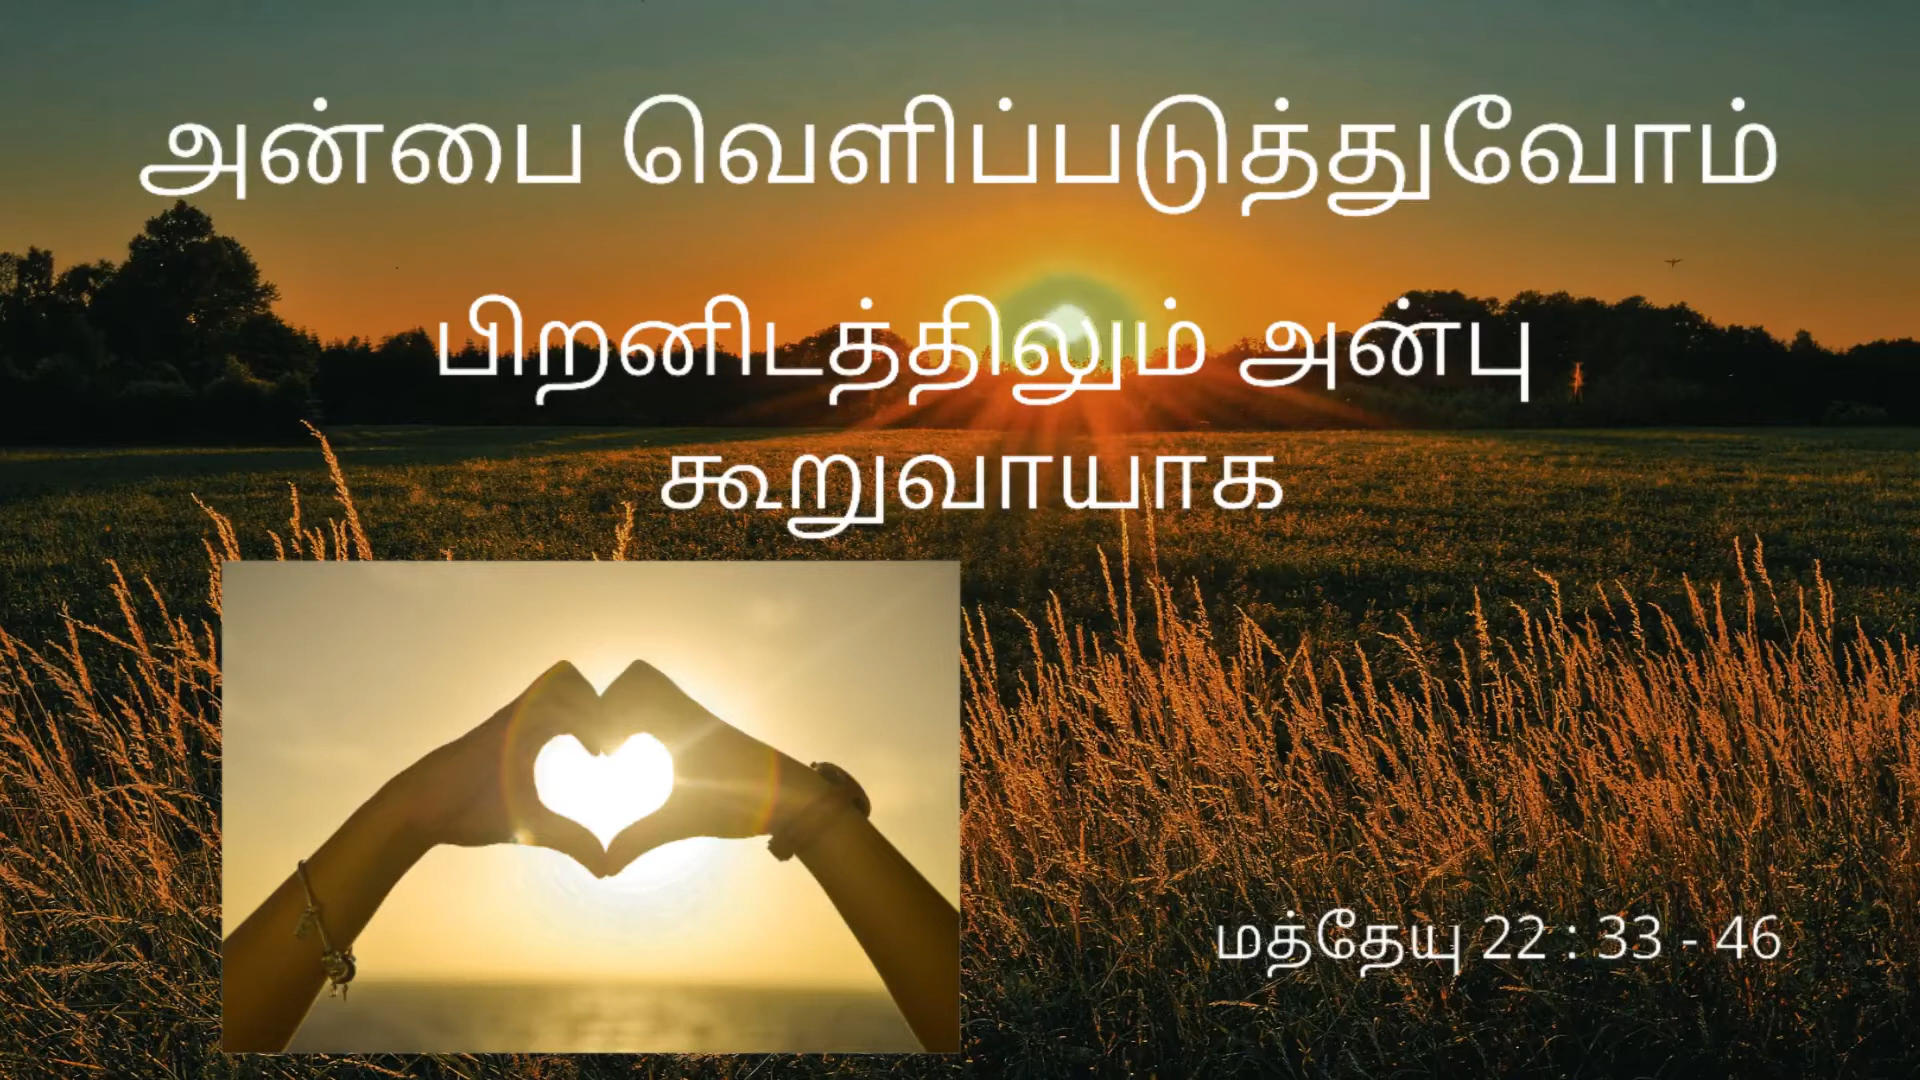 அன்பை வெளிப்படுத்துவோம்
பிறனிடத்திலும் அன்பு
கூறுவாயாக
மத்தேயு 22 : 33 - 46